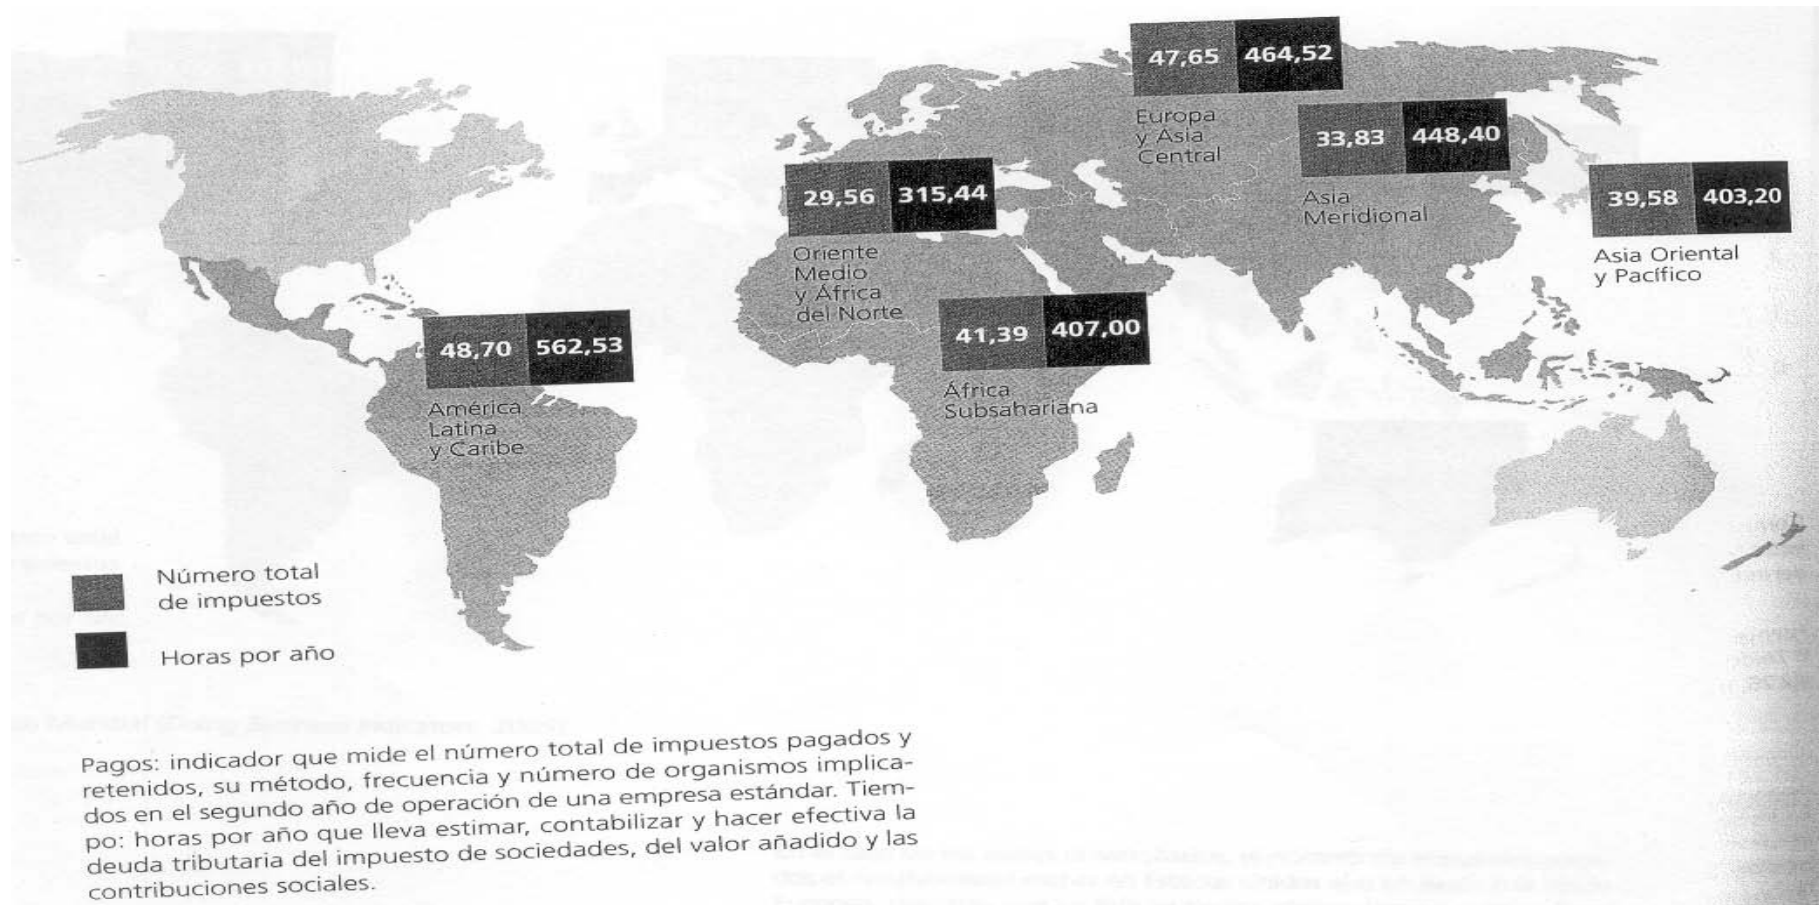 47,65 464,52
Europa
y Asia
Central
33,83 448,40
Asia
Meridional
29,56 315,44
Oriente
Medio
y África
del Norte
39,58 403,20
Asia Oriental
y Pacífico
41,39 407,00
África
Subsahariana
48,70 562,53
América
Latina
y Caribe
Número total
de impuestos
Horas por año
Pagos: indicador que mide el número total de impuestos pagados y
retenidos, su método, frecuencia y número de organismos implica-
dos en el segundo año de operación de una empresa estándar. Tiem-
po: horas por año que lleva estimar, contabilizar y hacer efectiva la
deuda tributaria del impuesto de sociedades, del valor añadido y las
contribuciones sociales.